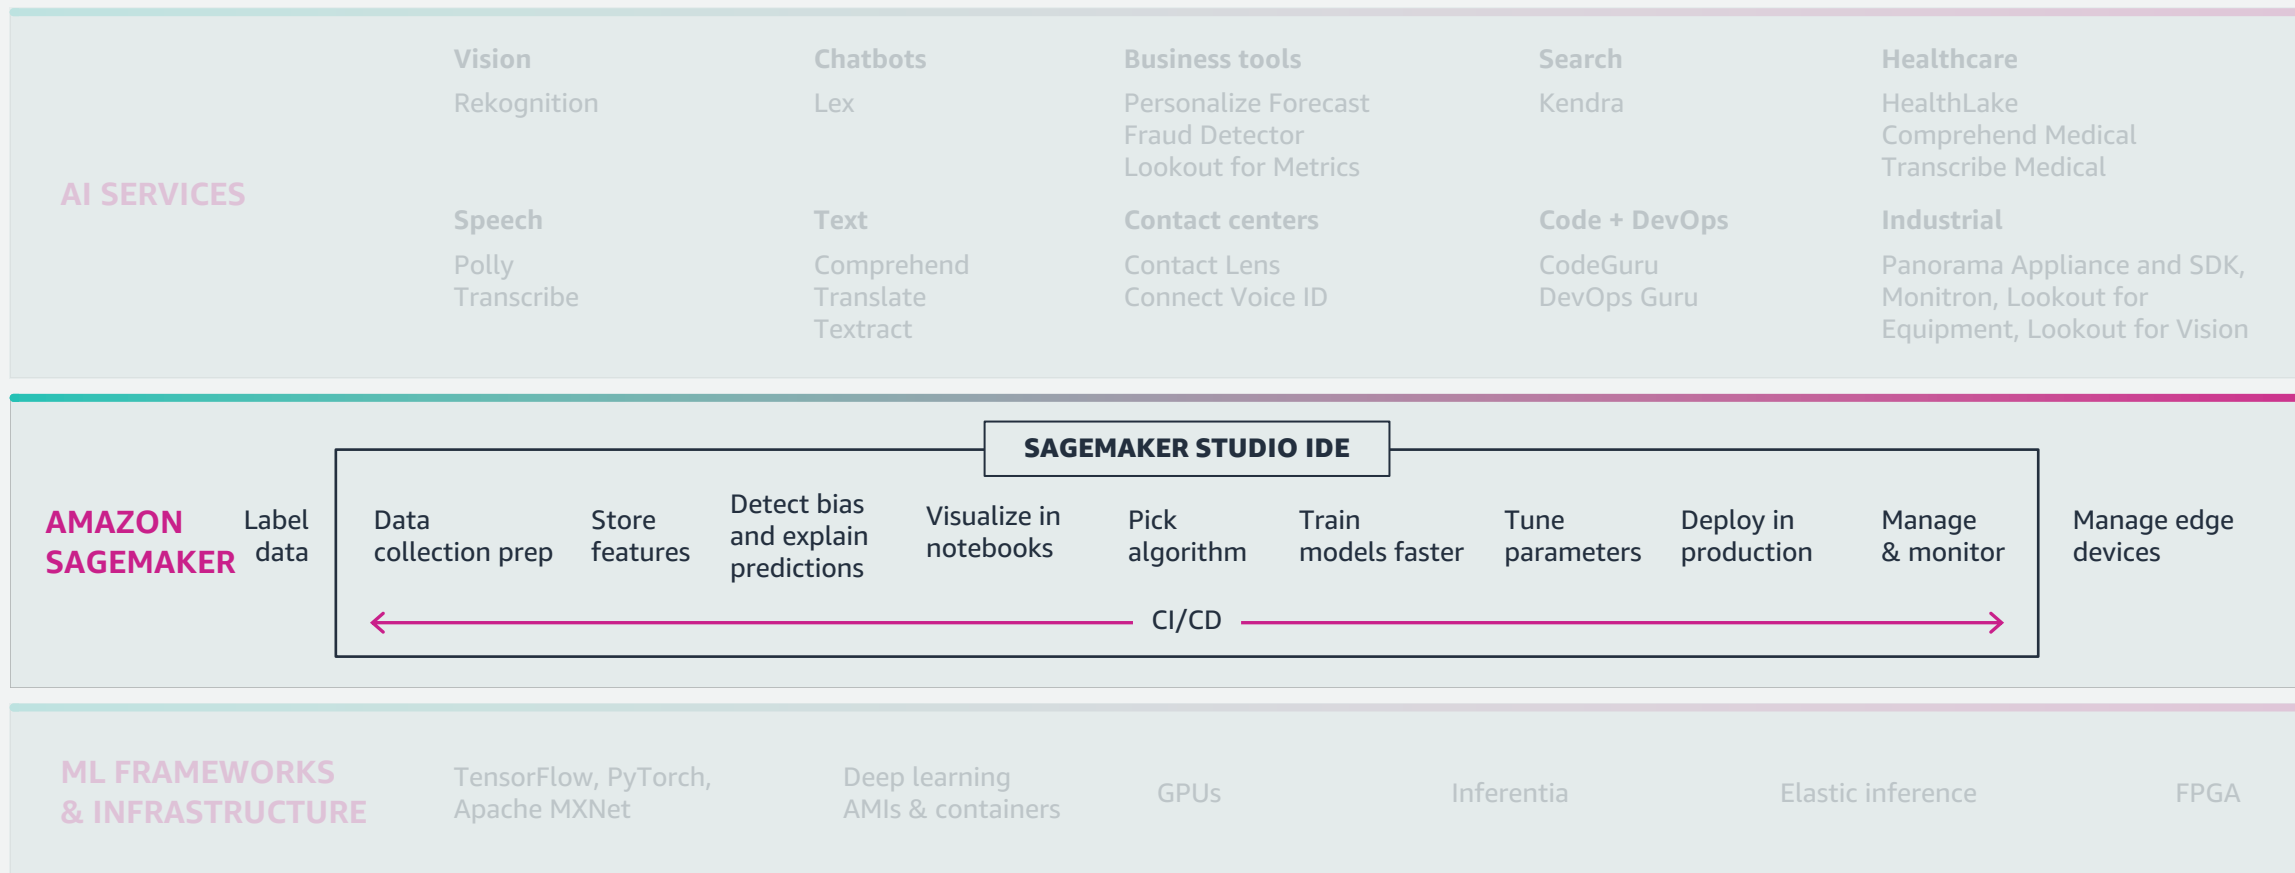 Vision
Rekognition
Chatbots
Lex
Business tools
Personalize Forecast
Fraud Detector
Lookout for Metrics
Search
Kendra
Healthcare
HealthLake
Comprehend Medical
Transcribe Medical
AI SERVICES
Speech
Polly
Transcribe
Text
Comprehend
Translate
Textract
Contact centers
Contact Lens
Connect Voice ID
Code + DevOps
CodeGuru
DevOps Guru
Industrial
Panorama Appliance and SDK,
Monitron, Lookout for
Equipment, Lookout for Vision
SAGEMAKER STUDIO IDE
AMAZON
SAGEMAKER
Label
data
Data
collection prep
Store
features
Detect bias
and explain
predictions
Visualize in
notebooks
Pick
algorithm
Train
models faster
Tune
parameters
Deploy in
production
Manage
& monitor
Manage edge
devices
CI/CD
ML FRAMEWORKS
& INFRASTRUCTURE
TensorFlow, PyTorch,
Apache MXNet
Deep learning
AMIs & containers
GPUs
Inferentia
Elastic inference
FPGA